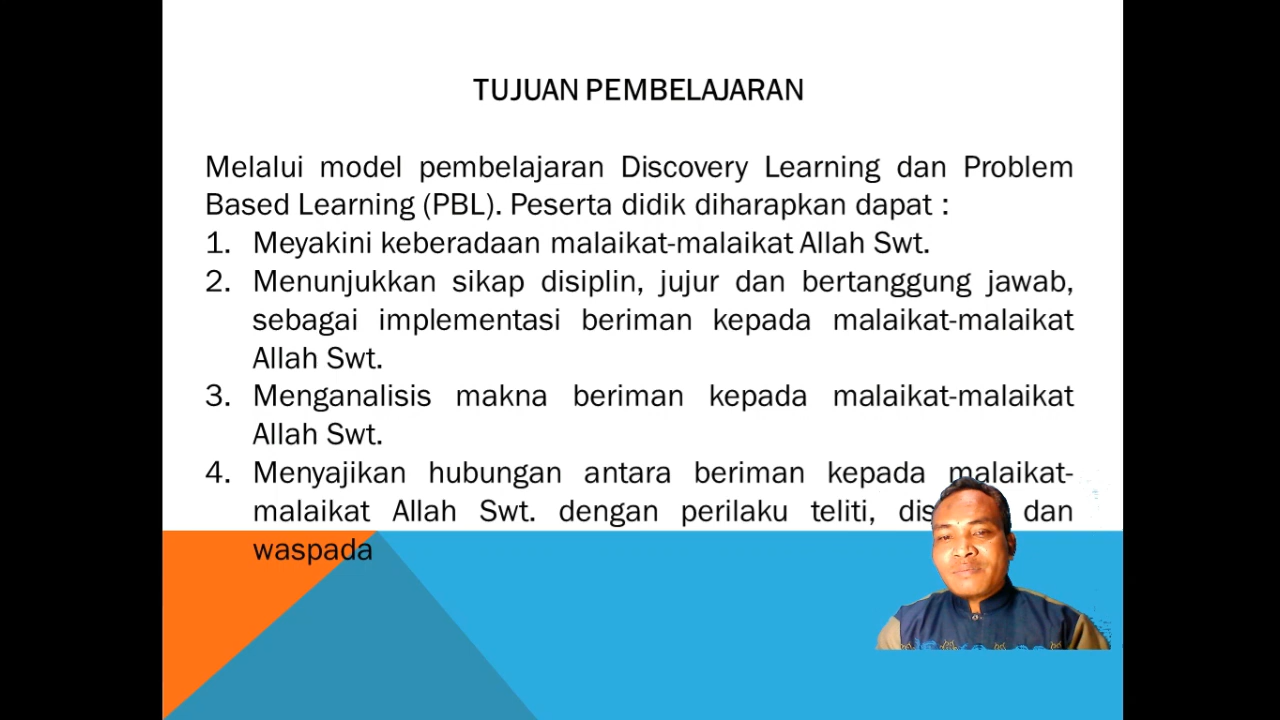 TUJUAN PEMBELAJARAN
Melalui model pembelajaran Discovery Learning dan Problem
Based Learning (PBL). Peserta didik diharapkan dapat :
1. Meyakini keberadaan malaikat-malaikat Allah Swt.
2. Menunjukkan sikap disiplin, jujur dan bertanggung jawab,
sebagai implementasi beriman kepada malaikat-malaikat
Allah Swt.
3. Menganalisis makna beriman kepada malaikat-malaikat
Allah Swt.
4. Menyajikan hubungan antara beriman kepada malaikat-
malaikat Allah Swt. dengan perilaku teliti, dan
waspada